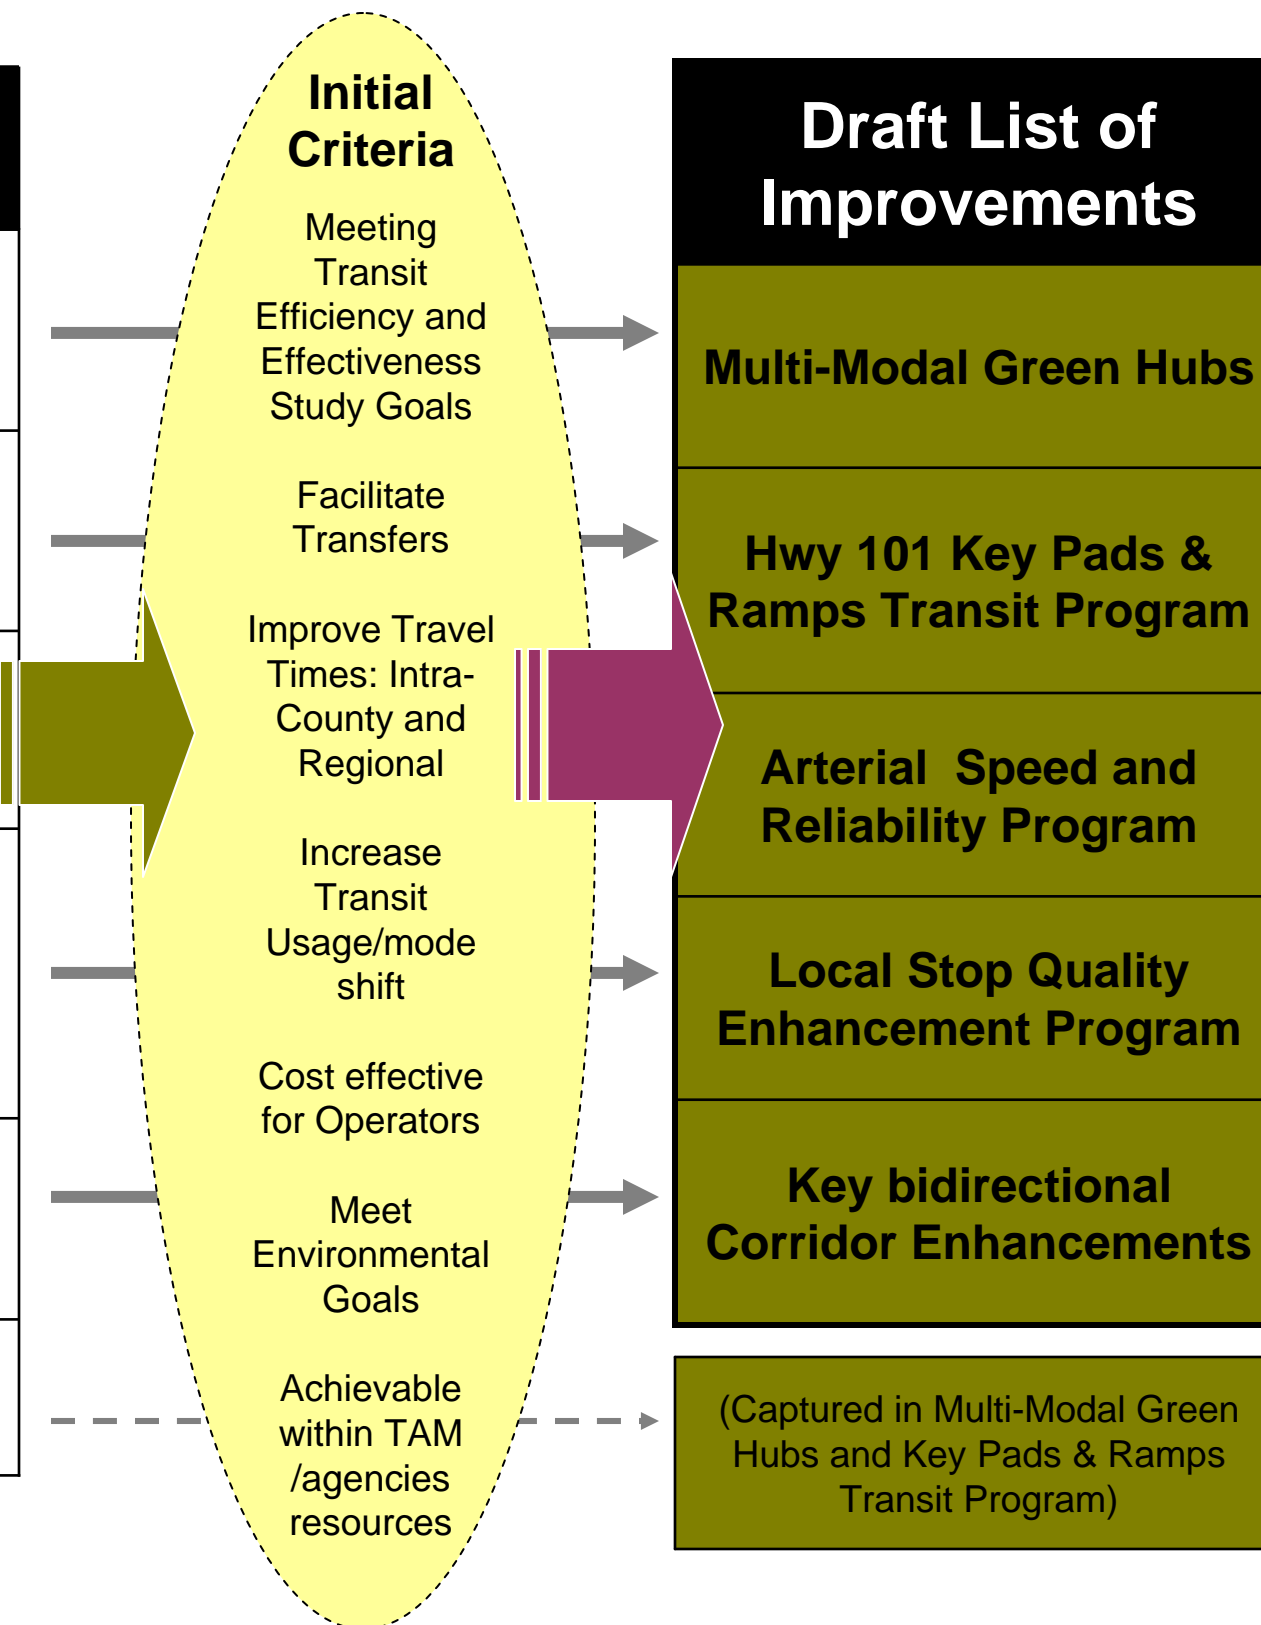 Initial
Criteria
Meeting
Transit
Efficiency and
Effectiveness
Study Goals
Facilitate
Transfers
Improve Travel
Times: Intra-
County and
Regional
Increase
Transit
Usage/mode
shift
Cost effective
for Operators
Meet
Environmental
Goals
Achievable
within TAM
/agencies
resources
Draft List of
Improvements
Multi-Modal Green Hubs
Hwy 101 Key Pads &
Ramps Transit Program
Arterial  Speed and
Reliability Program
Local Stop Quality
Enhancement Program
Key bidirectional
Corridor Enhancements
(Captured in Multi-Modal Green
Hubs and Key Pads & Ramps
Transit Program)